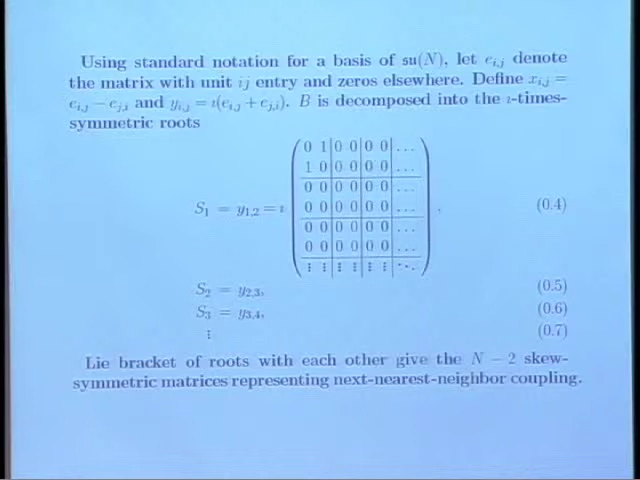 Using standard notation for a basis of su(N), let e_{i,j} denote
the matrix with unit ij entry and zeros elsewhere. Define x_{i,j} =
e_{i,j} − e_{j,i} and y_{i,j} = ı(e_{i,j} + e_{j,i}). B is decomposed into the ı-times-
symmetric roots
0 1 0 0 0 0 ...
1 0 0 0 0 0 ...
0 0 0 0 0 0 ...
S_1 = y_{1,2} = ı 0 0 0 0 0 0 ... . (0.4)
0 0 0 0 0 0 ...
0 0 0 0 0 0 ...
⋮ ⋮ ⋮ ⋮ ⋮ ⋮ ⋱
S_2 = y_{2,3}, (0.5)
S_3 = y_{3,4}, (0.6)
⋮ (0.7)
Lie bracket of roots with each other give the N − 2 skew-
symmetric matrices representing next-nearest-neighbor coupling.